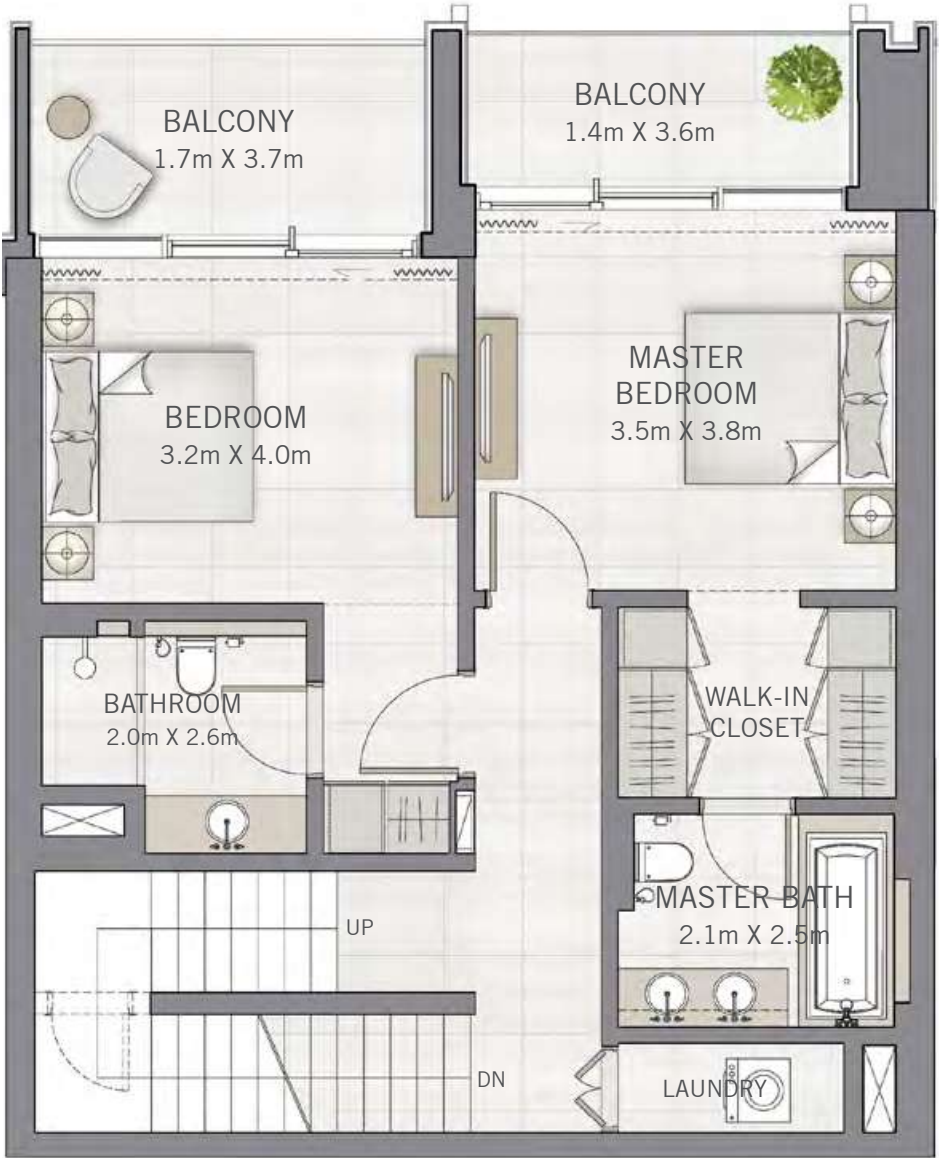 BALCONY
1.7m X 3.7m
BALCONY
1.4m X 3.6m
BEDROOM
3.2m X 4.0m
MASTER
BEDROOM
3.5m X 3.8m
BATHROOM
2.0m X 2.6m
WALK-IN
CLOSET
MASTER BATH
2.1m X 2.5m
UP
DN
LAUNDRY